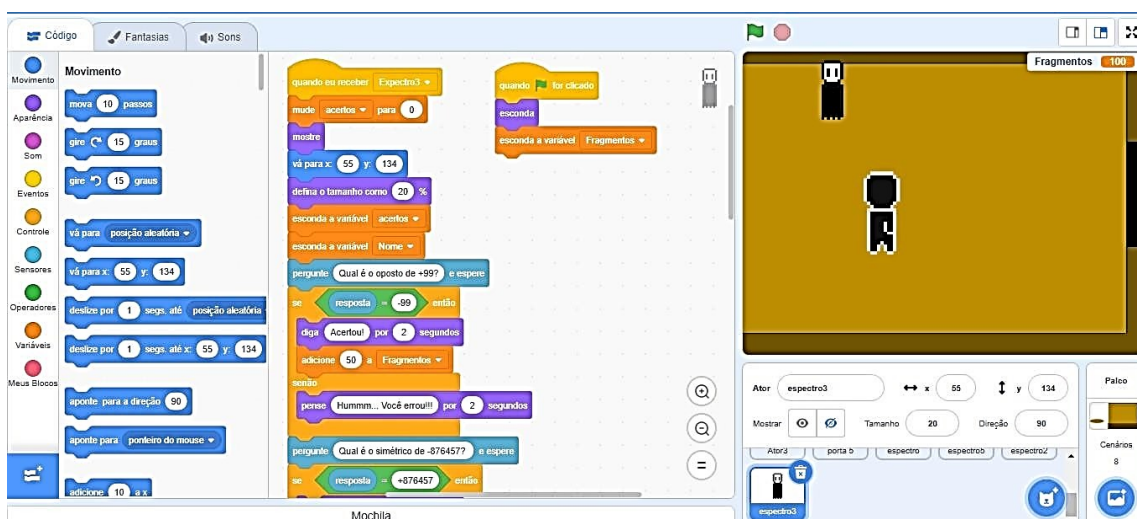 Código Fantasias Sons
Movimento
Aparência
Som
Eventos
Controle
Sensores
Operadores
Variáveis
Meus Blocos
Movimento
mova 10 passos
gire 15 graus
gire 15 graus
vá para posição aleatória
vá para x: 55 y: 134
deslize por 1 segs. até posição aleatória
deslize por 1 segs. até x: 55 y: 134
aponte para a direção 90
aponte para ponteiro do mouse
adicione 10 a x
quando eu receber Expectro3
mude acertos para 0
mostre
vá para x: 55 y: 134
defina o tamanho como 20 %
esconda a variável acertos
esconda a variável Nome
pergunte Qual é o oposto de +99? e espere
se resposta = -99 então
diga Acertou! por 2 segundos
adicione 50 a Fragmentos
senão
pense Hummm... Você errou!!! por 2 segundos
pergunte Qual é o simétrico de -876457? e espere
se resposta = +876457 então
quando for clicado
esconda
esconda a variável Fragmentos
Mochila
Fragmentos 100
Ator espectro3 x 55 y 134
Mostrar Tamanho 20 Direção 90
Ator3 porta 5 espectro espectro5 espectro2
espectro3
Palco
Cenários
8